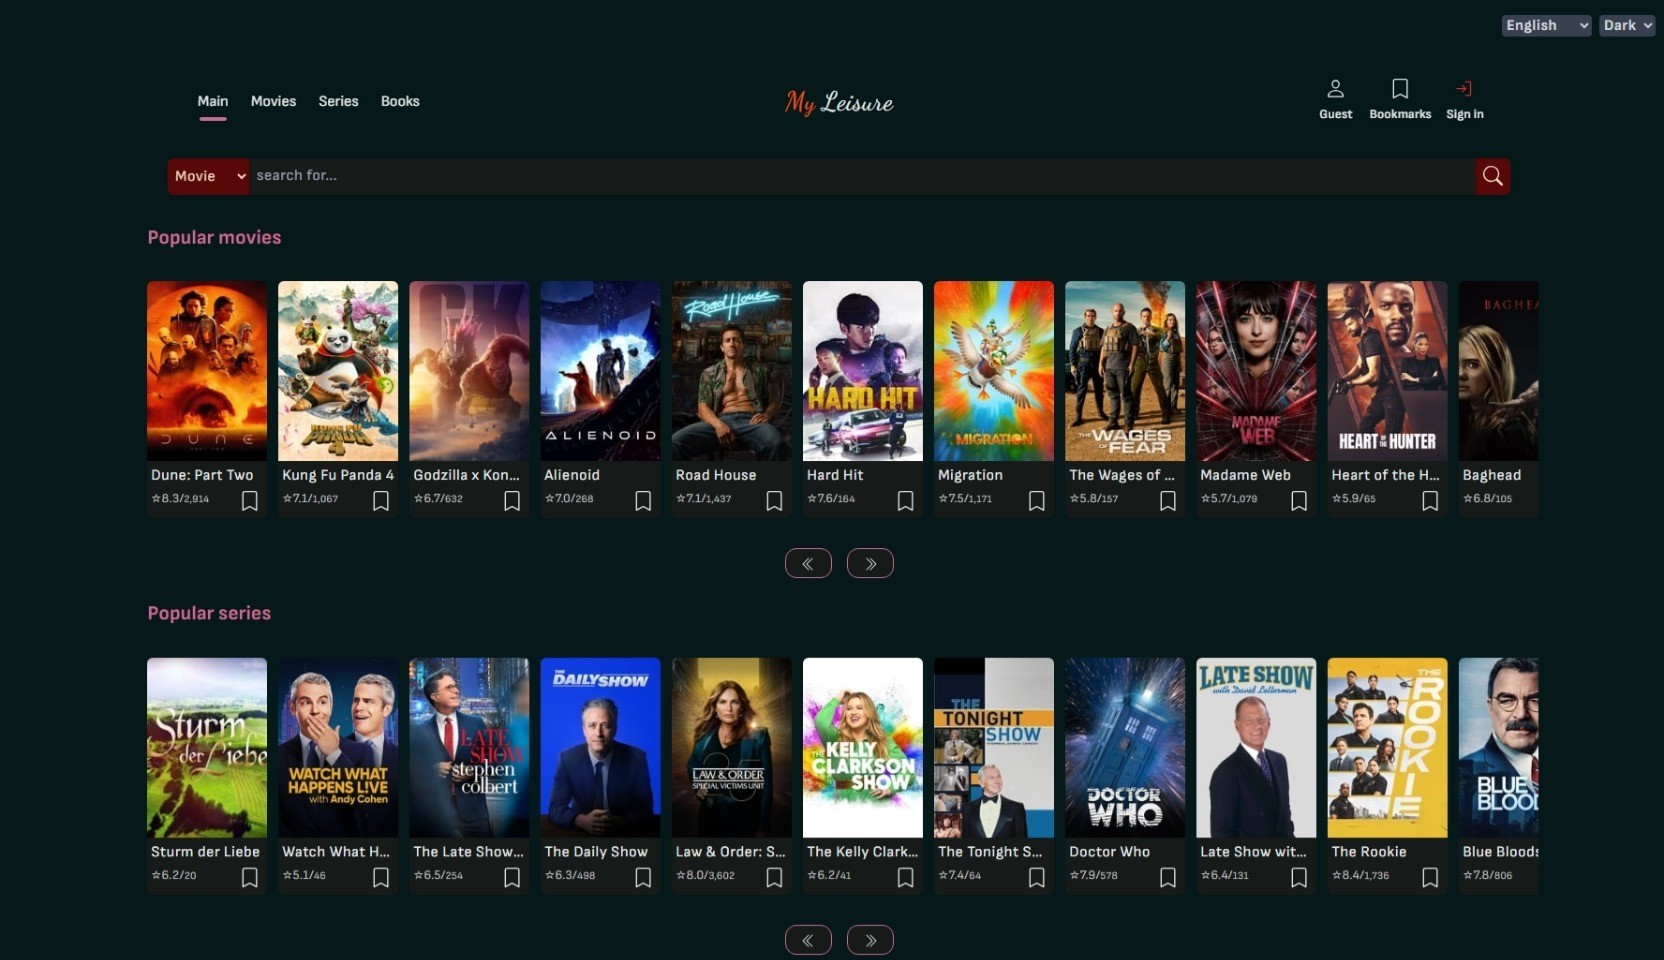 English Dark
Main Movies Series Books
My Leisure
Guest Bookmarks Sign in
Movie search for...
Popular movies
DUNE
PART TWO
KUNG FU
PANDA
4
GK
ALIENOID
Road House
HARD HIT
MIGRATION
THE WAGES
OF FEAR
MADAME
WEB
HEART OF THE HUNTER
BAGHEA
Dune: Part Two Kung Fu Panda 4 Godzilla x Kon... Alienoid Road House Hard Hit Migration The Wages of ... Madame Web Heart of the H... Baghead
☆8.3/2,914 ☆7.1/1,067 ☆6.7/632 ☆7.0/268 ☆7.1/1,437 ☆7.6/164 ☆7.5/1,171 ☆5.8/157 ☆5.7/1,079 ☆5.9/65 ☆6.8/105
Popular series
Sturm
der Liebe
WATCH WHAT
HAPPENS L!VE
with Andy Cohen
LATE
SHOW
stephen
colbert
THE
DAILYSHOW
LAW & ORDER
SPECIAL VICTIMS UNIT
THE
KELLY
CLARKSON
SHOW
THE
TONIGHT
SHOW
DOCTOR
WHO
LATE SHOW
with David Letterman
THE
ROOKIE
BLUE
BLOOD
Sturm der Liebe Watch What H... The Late Show... The Daily Show Law & Order: S... The Kelly Clark... The Tonight S... Doctor Who Late Show wit... The Rookie Blue Bloods
☆6.2/20 ☆5.1/46 ☆6.5/254 ☆6.3/498 ☆8.0/3,602 ☆6.2/41 ☆7.4/64 ☆7.9/578 ☆6.4/131 ☆8.4/1,736 ☆7.8/806